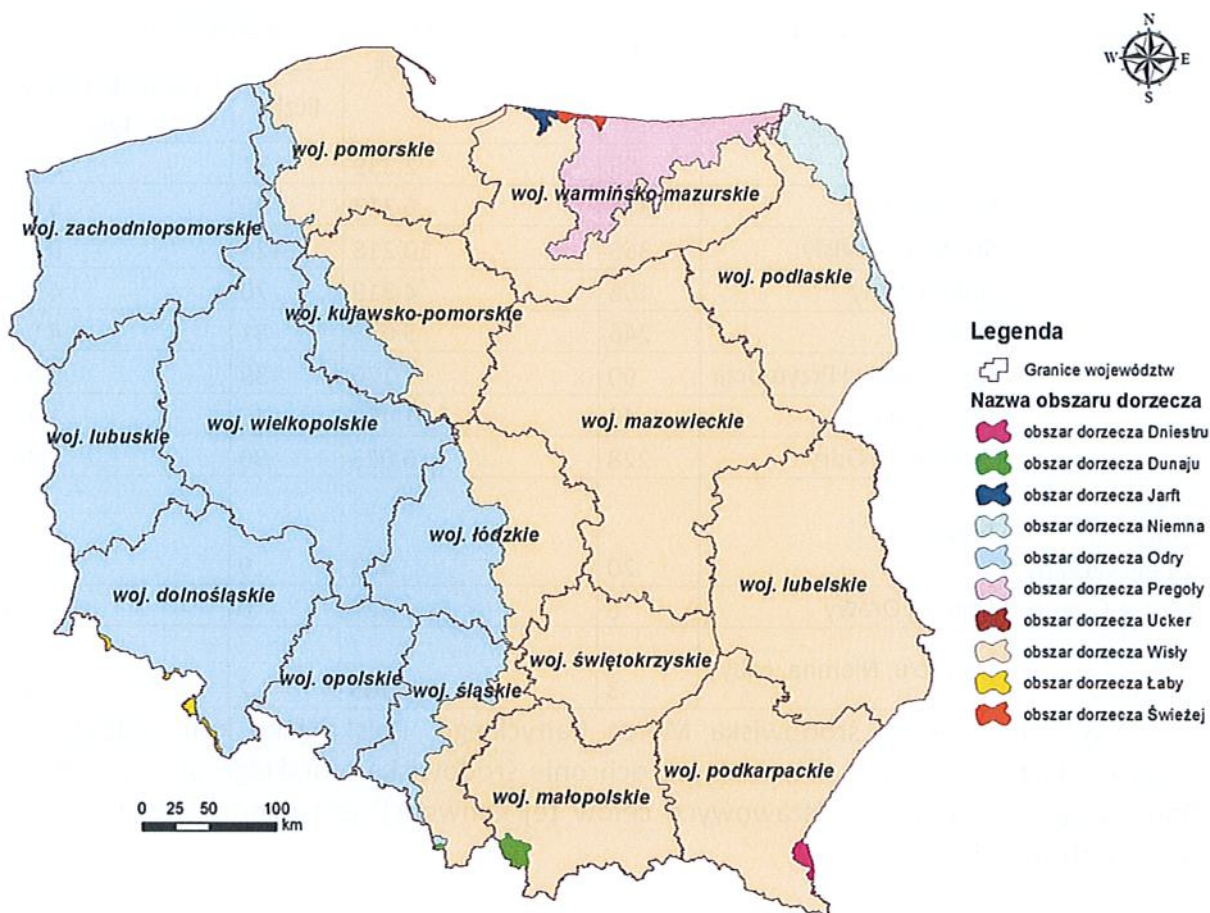 N
W E
S
woj. pomorskie
woj. warmińsko-mazurskie
woj. zachodniopomorskie
woj. podlaskie
woj. kujawsko-pomorskie
woj. lubuskie
woj. wielkopolskie
woj. mazowieckie
woj. łódzkie
woj. dolnośląskie
woj. lubelskie
woj. opolskie
woj. śląskie
woj. świętokrzyskie
woj. podkarpackie
woj. małopolskie
0 25 50 100
km
Legenda
Granice województw
Nazwa obszaru dorzecza
obszar dorzecza Dniestru
obszar dorzecza Dunaju
obszar dorzecza Jarft
obszar dorzecza Niemna
obszar dorzecza Odry
obszar dorzecza Pregoły
obszar dorzecza Ucker
obszar dorzecza Wisły
obszar dorzecza Łaby
obszar dorzecza Świeżej